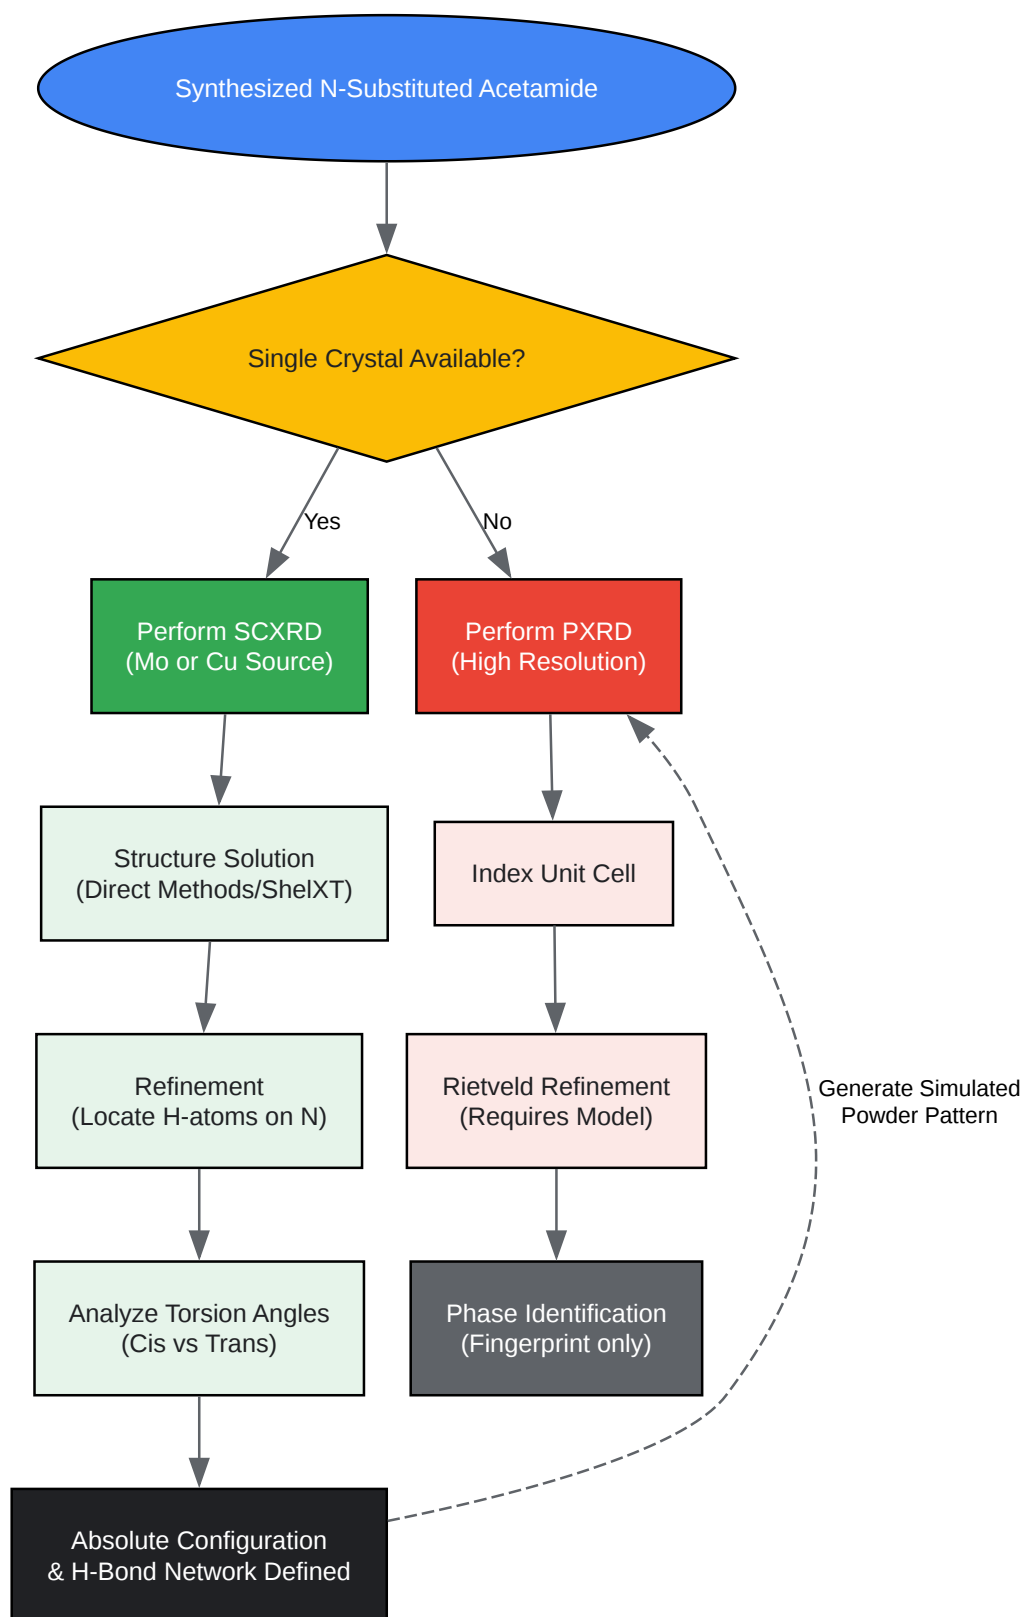 Synthesized N-Substituted Acetamide
Single Crystal Available?
Yes
No
Perform SCXRD
(Mo or Cu Source)
Perform PXRD
(High Resolution)
Structure Solution
(Direct Methods/ShelXT)
Index Unit Cell
Refinement
(Locate H-atoms on N)
Rietveld Refinement
(Requires Model)
Generate Simulated
Powder Pattern
Analyze Torsion Angles
(Cis vs Trans)
Phase Identification
(Fingerprint only)
Absolute Configuration
& H-Bond Network Defined